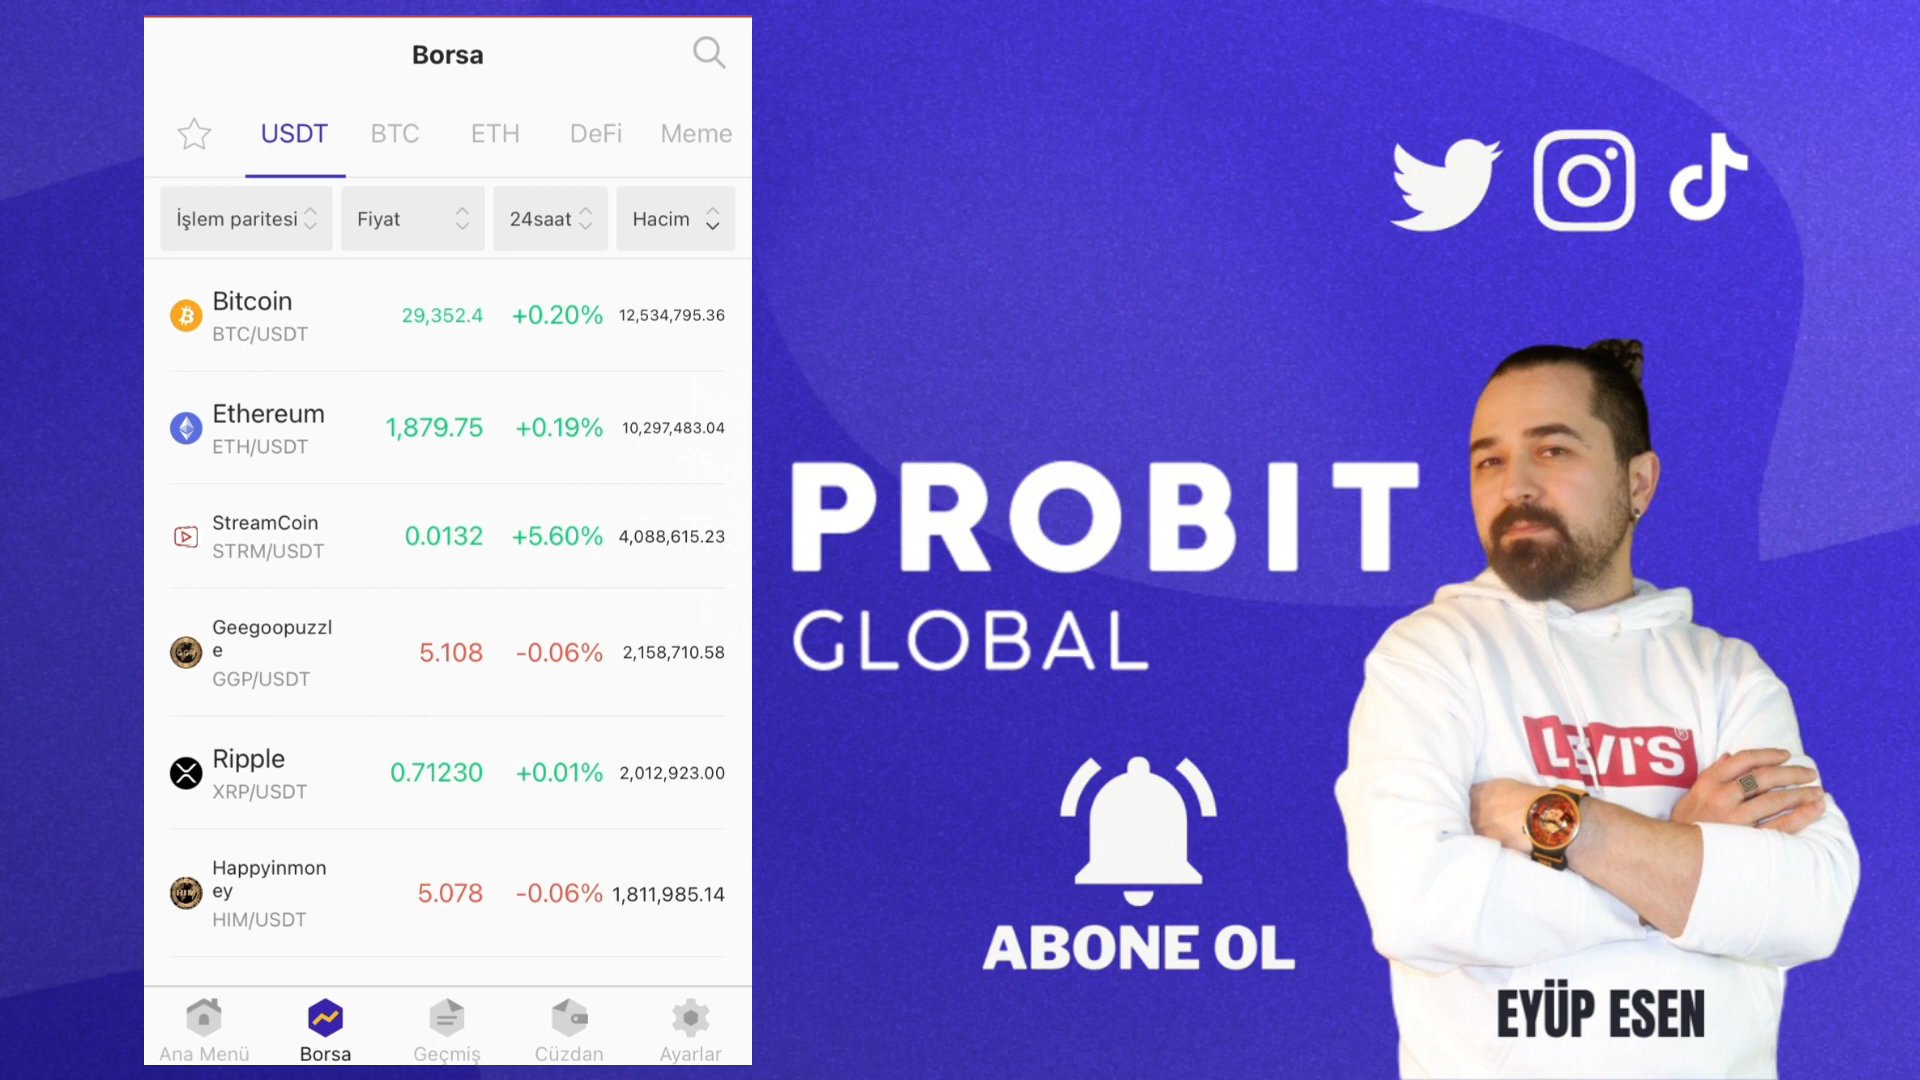 Borsa
USDT BTC ETH DeFi Meme
İşlem paritesi Fiyat 24saat Hacim
Bitcoin
BTC/USDT 29,352.4 +0.20% 12,534,795.36
Ethereum
ETH/USDT 1,879.75 +0.19% 10,297,483.04
StreamCoin
STRM/USDT 0.0132 +5.60% 4,088,615.23
Geegoopuzzl
e
GGP/USDT 5.108 -0.06% 2,158,710.58
Ripple
XRP/USDT 0.71230 +0.01% 2,012,923.00
Happyinmon
ey
HIM/USDT 5.078 -0.06% 1,811,985.14
Ana Menü Borsa Geçmiş Cüzdan Ayarlar
PROBIT
GLOBAL
ABONE OL
LEVI'S®
EYÜP ESEN